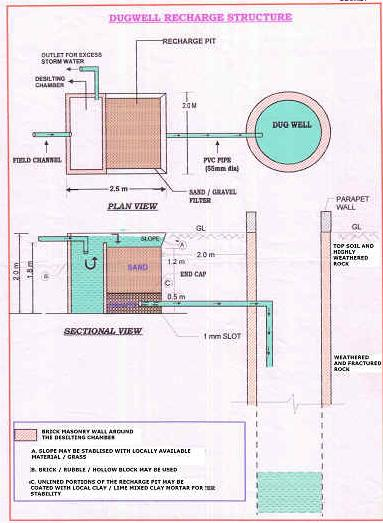 DUGWELL RECHARGE STRUCTURE
RECHARGE PIT
OUTLET FOR EXCESS
STORM WATER
DESILTING
CHAMBER
2.0 M
DUG WELL
FIELD CHANNEL
PVC PIPE
(55mm dia)
2.5 m
SAND / GRAVEL
FILTER
PLAN VIEW
PARAPET
WALL
GL
GL
SLOPE
A
2.0 m
TOP SOIL AND
HIGHLY
WEATHERED
ROCK
2.0 m
1.8 m
B
SAND
1.2 m
END CAP
C
0.5 m
SECTIONAL VIEW
1 mm SLOT
WEATHERED
AND FRACTURED
ROCK
BRICK MASONRY WALL AROUND
THE DESILTING CHAMBER
A. SLOPE MAY BE STABLISED WITH LOCALLY AVAILABLE
MATERIAL / GRASS
B. BRICK / RUBBLE / HOLLOW BLOCK MAY BE USED
C. UNLINED PORTIONS OF THE RECHARGE PIT MAY BE
COATED WITH LOCAL CLAY / LIME MIXED CLAY MORTAR FOR
STABILITY